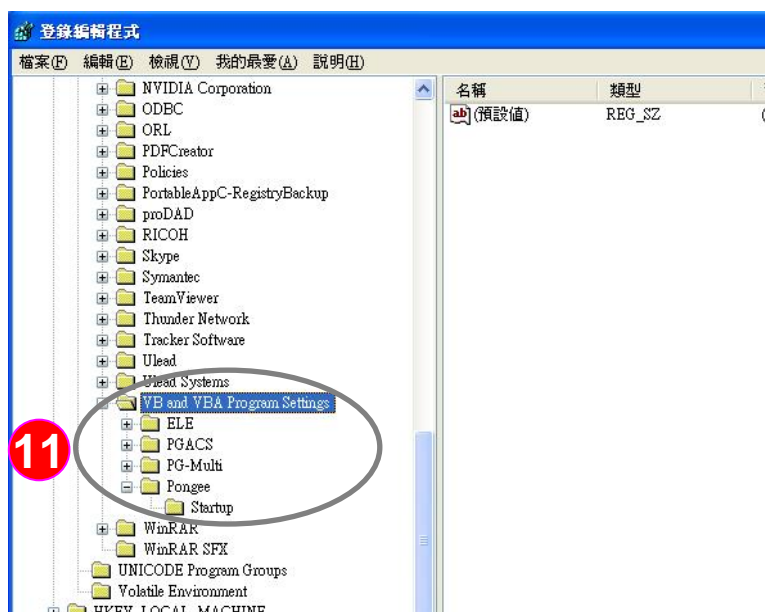 登錄編輯程式
檔案(F) 編輯(E) 檢視(V) 我的最愛(A) 說明(H)
NVIDIA Corporation
ODBC
ORL
PDFCreator
Policies
PortableAppC-RegistryBackup
proDAD
RICOH
Skype
Symantec
TeamViewer
Thunder Network
Tracker Software
Ulead
Ulead Systems
VB and VBA Program Settings
ELE
PGACS
PG-Multi
Pongee
Startup
WinRAR
WinRAR SFX
UNICODE Program Groups
Volatile Environment
HKEY_LOCAL_MACHINE
11
名稱 類型
ab (預設值) REG_SZ (